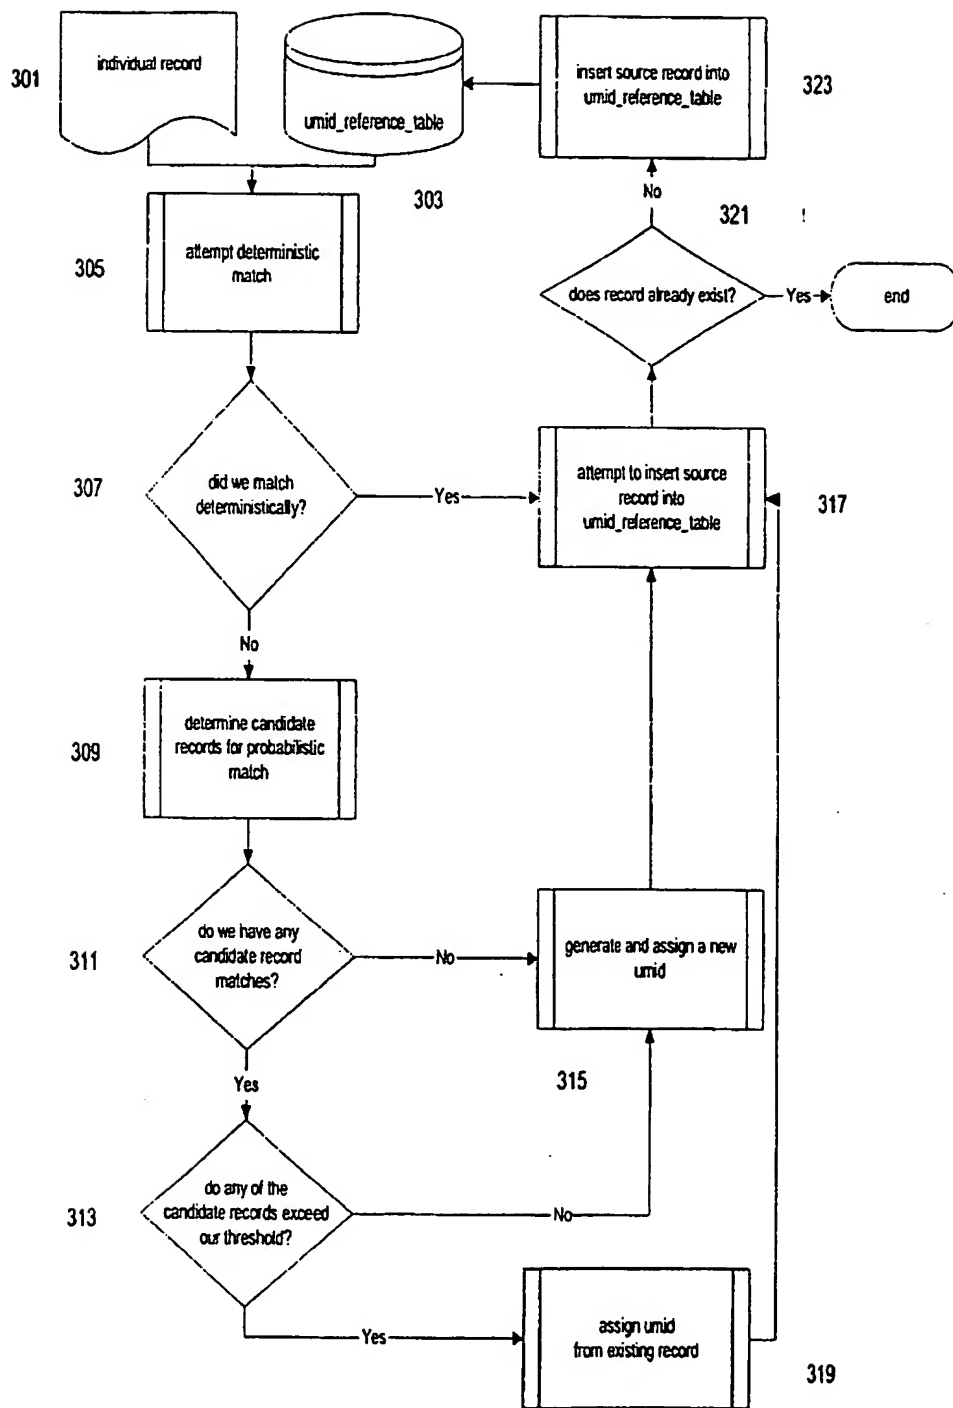 301
individual record
umid_reference_table
303
insert source record into
umid_reference_table
323
No
321
does record already exist?
Yes
end
305
attempt deterministic
match
307
did we match
deterministically?
Yes
attempt to insert source
record into
umid_reference_table
317
No
309
determine candidate
records for probabilistic
match
311
do we have any
candidate record
matches?
No
generate and assign a new
umid
315
Yes
313
do any of the
candidate records exceed
our threshold?
No
Yes
assign umid
from existing record
319